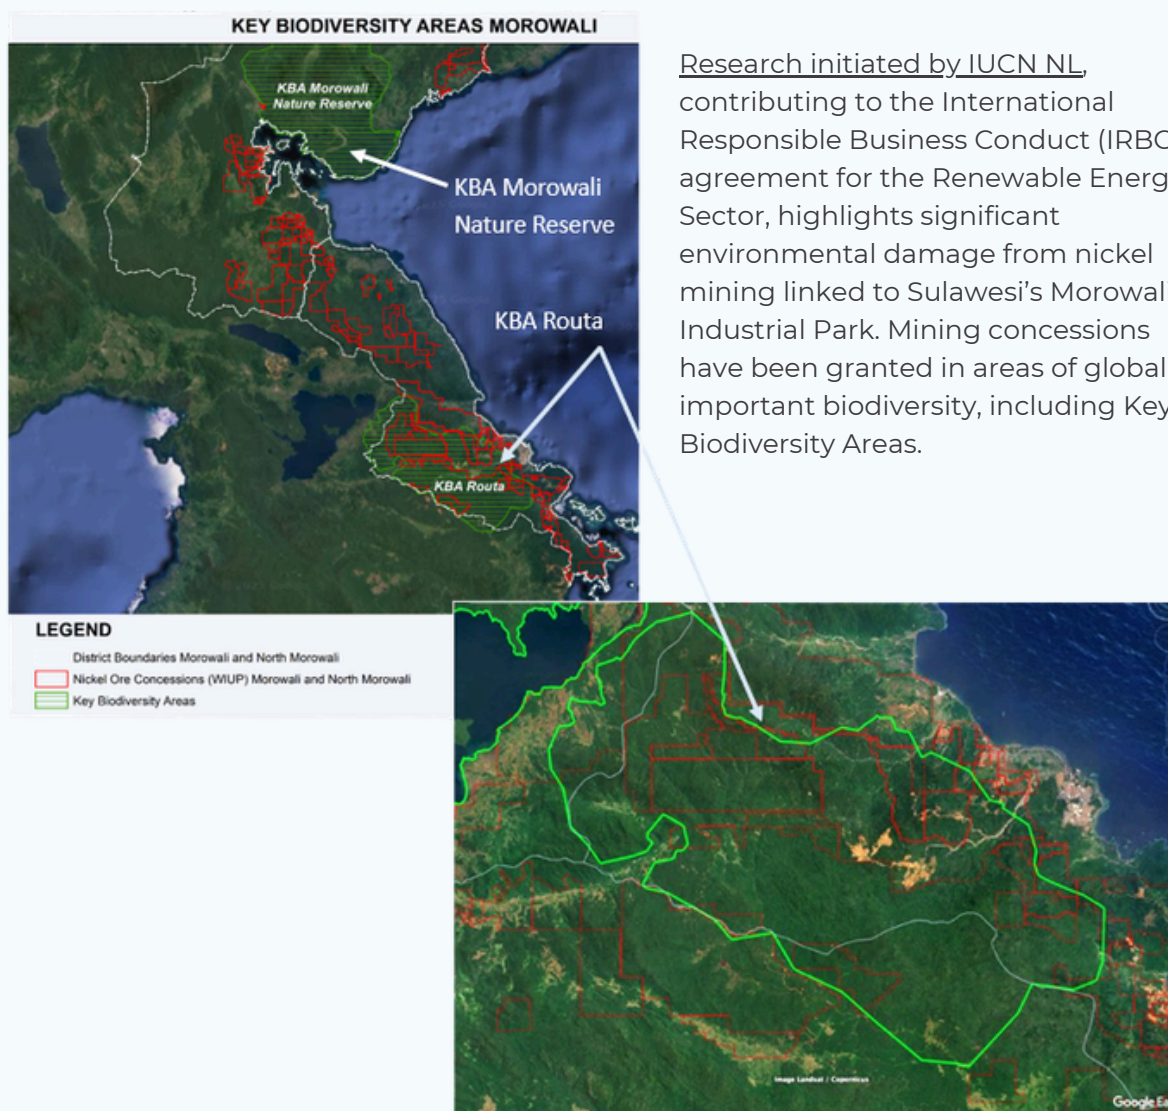 KEY BIODIVERSITY AREAS MOROWALI
KBA Morowali
Nature Reserve
KBA Morowali
Nature Reserve
KBA Routa
KBA Routa
LEGEND
District Boundaries Morowali and North Morowali
Nickel Ore Concessions (WIUP) Morowali and North Morowali
Key Biodiversity Areas
Research initiated by IUCN NL,
contributing to the International
Responsible Business Conduct (IRBC
agreement for the Renewable Energ
Sector, highlights significant
environmental damage from nickel
mining linked to Sulawesi’s Morowali
Industrial Park. Mining concessions
have been granted in areas of global
important biodiversity, including Key
Biodiversity Areas.
Image Landsat / Copernicus
Google Ea